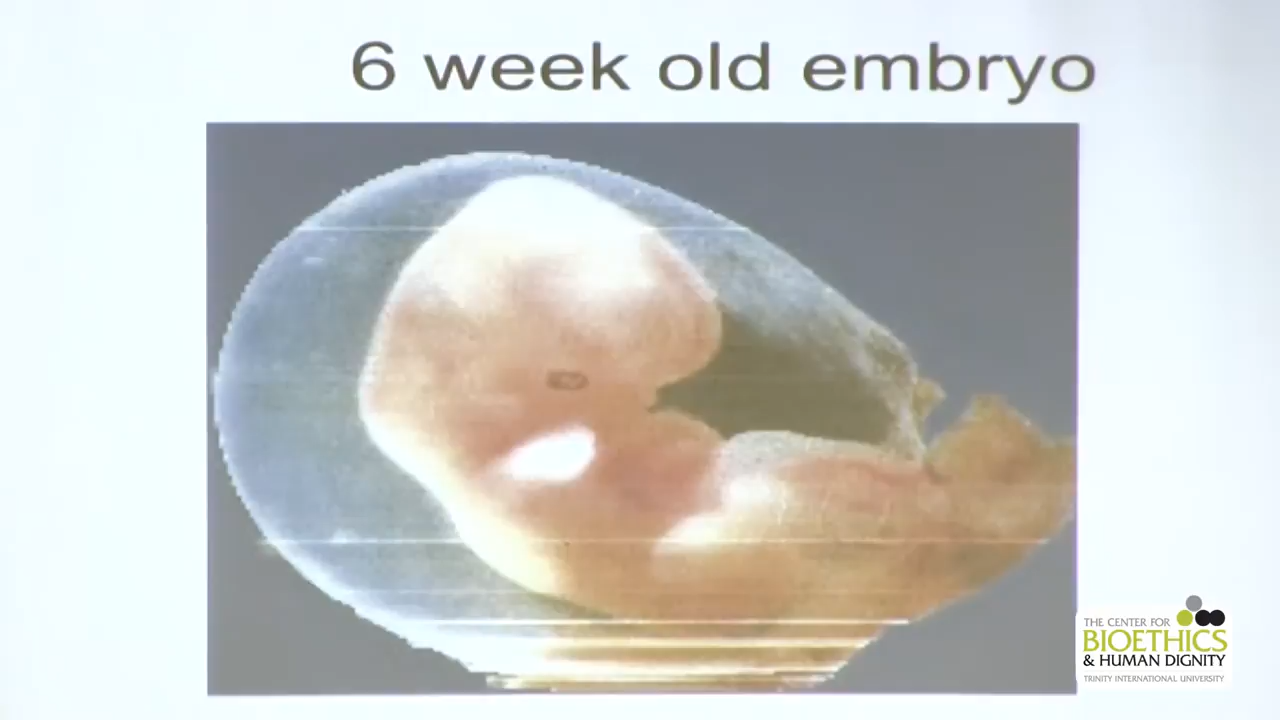 6 week old embryo
THE CENTER FOR
BIOETHICS
& HUMAN DIGNITY
TRINITY INTERNATIONAL UNIVERSITY